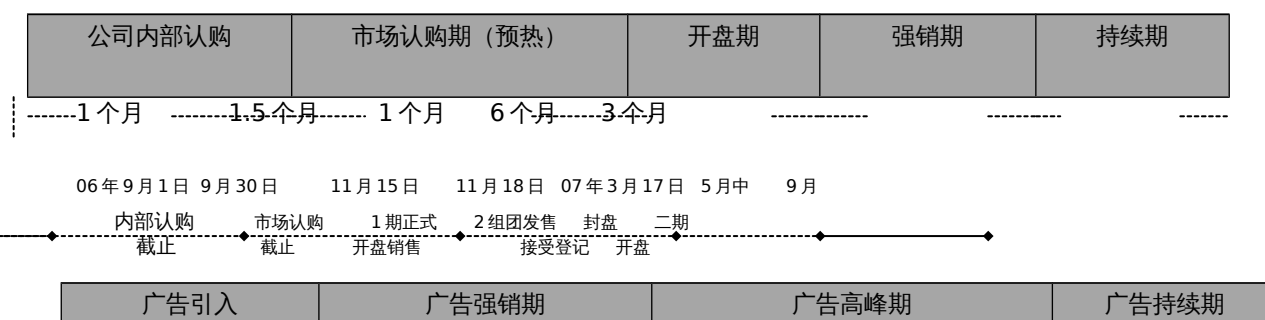 公司内部认购 市场认购期（预热） 开盘期 强销期 持续期
1个月 1.5个月 1个月 6个月 3个月
06年9月1日 9月30日 11月15日 11月18日 07年3月17日 5月中 9月
内部认购 市场认购 1期正式 2组团发售 封盘 二期
截止 截止 开盘销售 接受登记 开盘
广告引入 广告强销期 广告高峰期 广告持续期